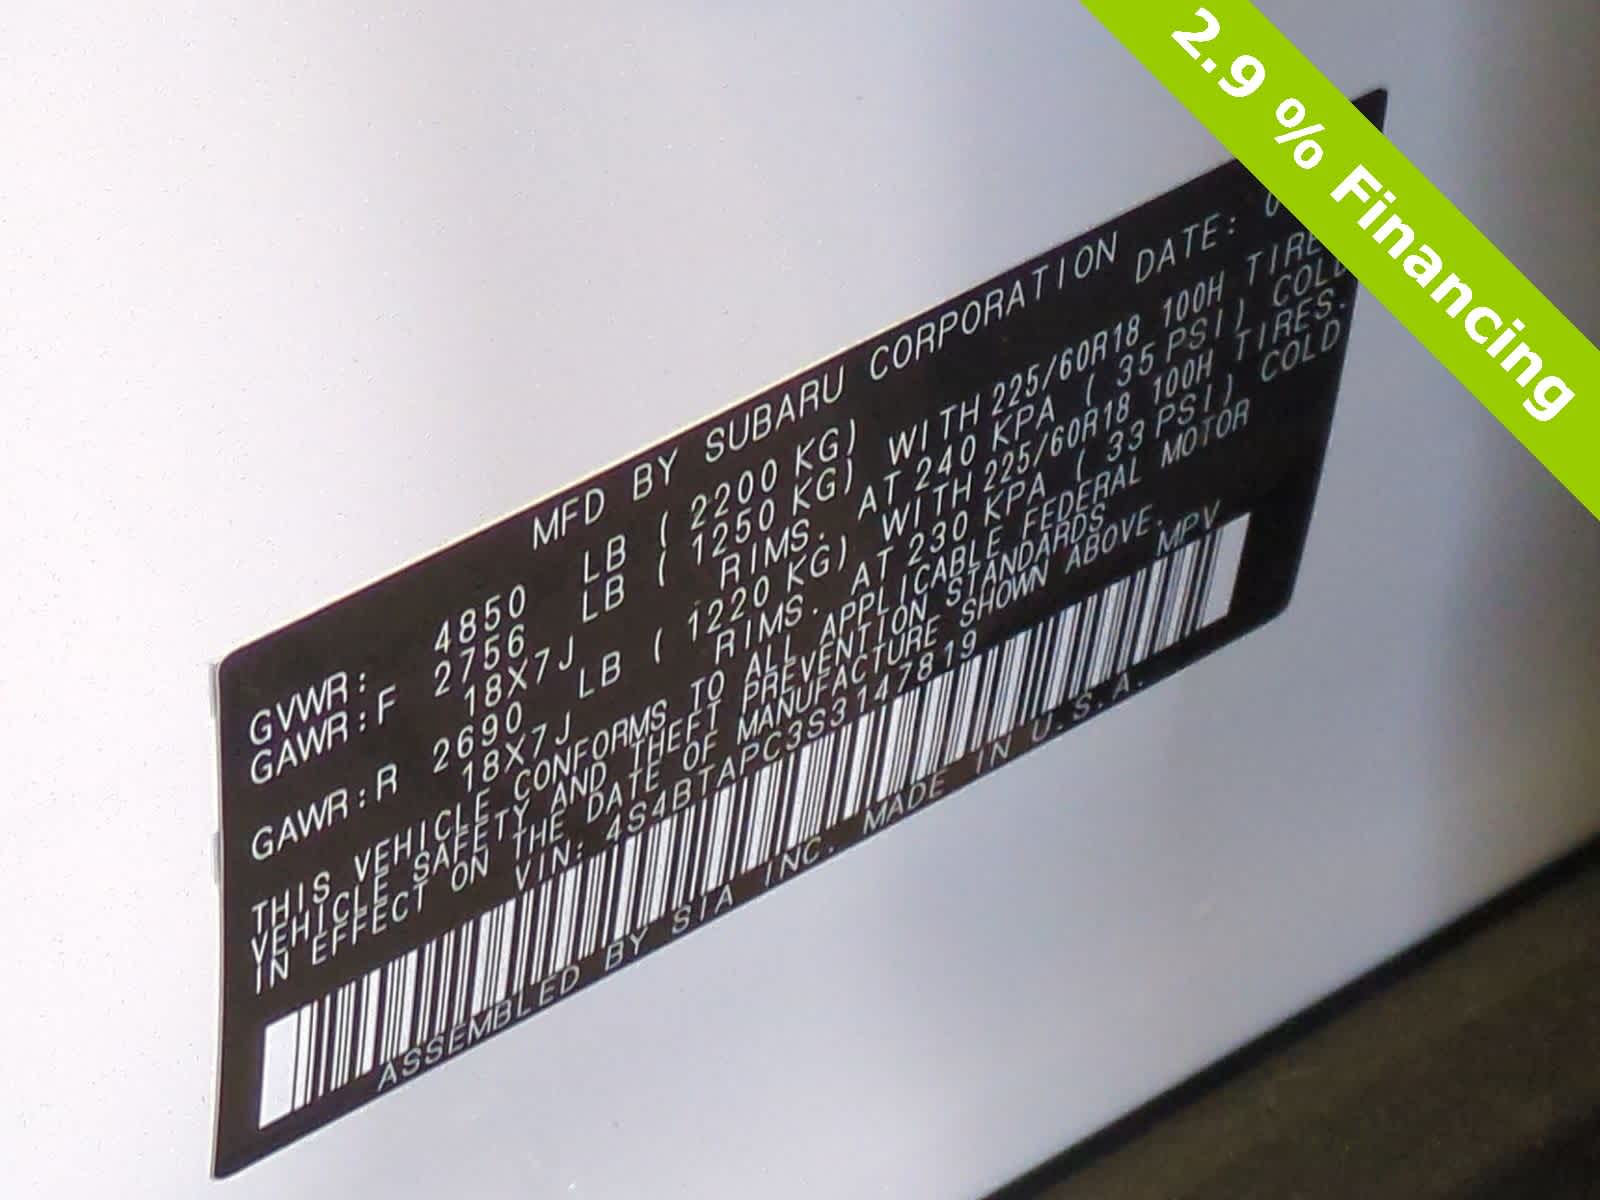 2.9 % Financing
MFD BY SUBARU CORPORATION DATE:
GVWR: 4850 LB ( 2200 KG)
GAWR:F 2756 LB ( 1250 KG) WITH 225/60R18 100H TIRE
18X7J RIMS. AT 240 KPA ( 35 PSI) COLD
GAWR:R 2690 LB ( 1220 KG) WITH 225/60R18 100H TIRES.
18X7J RIMS. AT 230 KPA ( 33 PSI) COLD
THIS VEHICLE CONFORMS TO ALL APPLICABLE FEDERAL MOTOR
VEHICLE SAFETY AND THEFT PREVENTION STANDARDS
IN EFFECT ON THE DATE OF MANUFACTURE SHOWN ABOVE.
VIN: 4S4BTAPC3S3147819 MPV
ASSEMBLED BY SIA INC. MADE IN U.S.A.